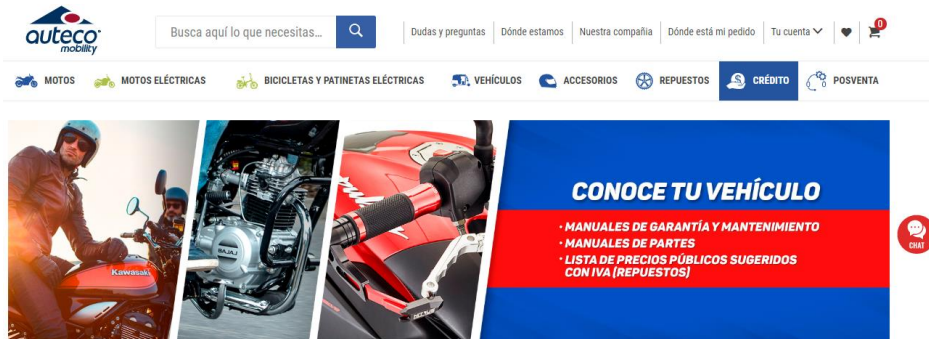 auteco
mobility
Busca aquí lo que necesitas...
Dudas y preguntas
Dónde estamos
Nuestra compañia
Dónde está mi pedido
Tu cuenta
0
MOTOS
MOTOS ELÉCTRICAS
BICICLETAS Y PATINETAS ELÉCTRICAS
VEHÍCULOS
ACCESORIOS
REPUESTOS
CRÉDITO
POSVENTA
Kawasaki
BAJAJ
CONOCE TU VEHÍCULO
· MANUALES DE GARANTÍA Y MANTENIMIENTO
· MANUALES DE PARTES
· LISTA DE PRECIOS PÚBLICOS SUGERIDOS
CON IVA (REPUESTOS)
CHAT